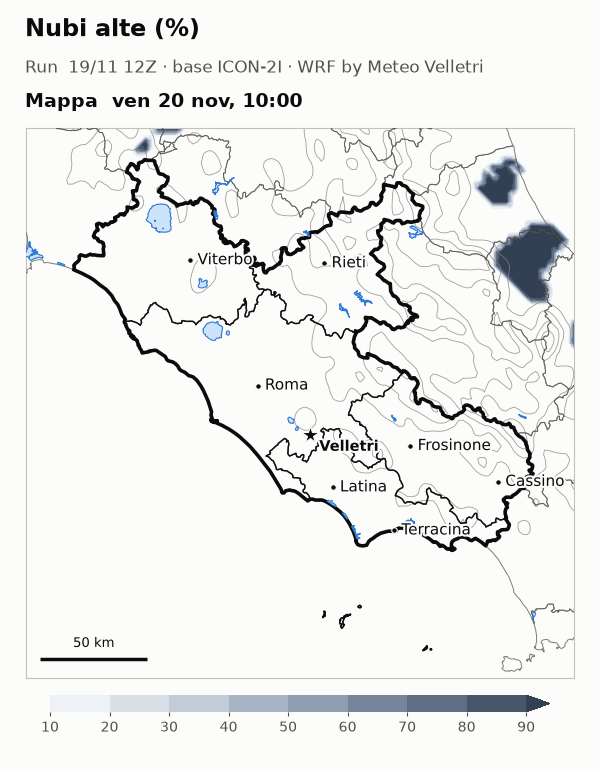 Nubi alte (%)
Run 19/11 12Z · base ICON-2I · WRF by Meteo Velletri
Mappa ven 20 nov, 10:00
Viterbo
Rieti
Roma
Velletri
Frosinone
Latina
Cassino
Terracina
50 km
10 20 30 40 50 60 70 80 90